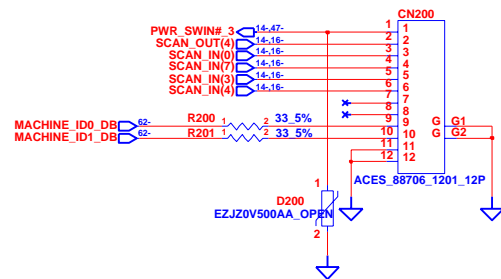 CN200
PWR_SWIN#_3 14-,47- 1 1
SCAN_OUT(4) 14-,16- 2 2
SCAN_IN(0) 14-,16- 3 3
SCAN_IN(7) 14-,16- 4 4
SCAN_IN(3) 14-,16- 5 5
SCAN_IN(4) 14-,16- 6 6
7 7
8 8
MACHINE_ID0_DB 62- R200 1 2 33_5% 9 9 G G1
MACHINE_ID1_DB 62- R201 1 2 33_5% 10 10 G G2
11 11
12 12
ACES_88706_1201_12P
1
D200
EZJZ0V500AA_OPEN
2